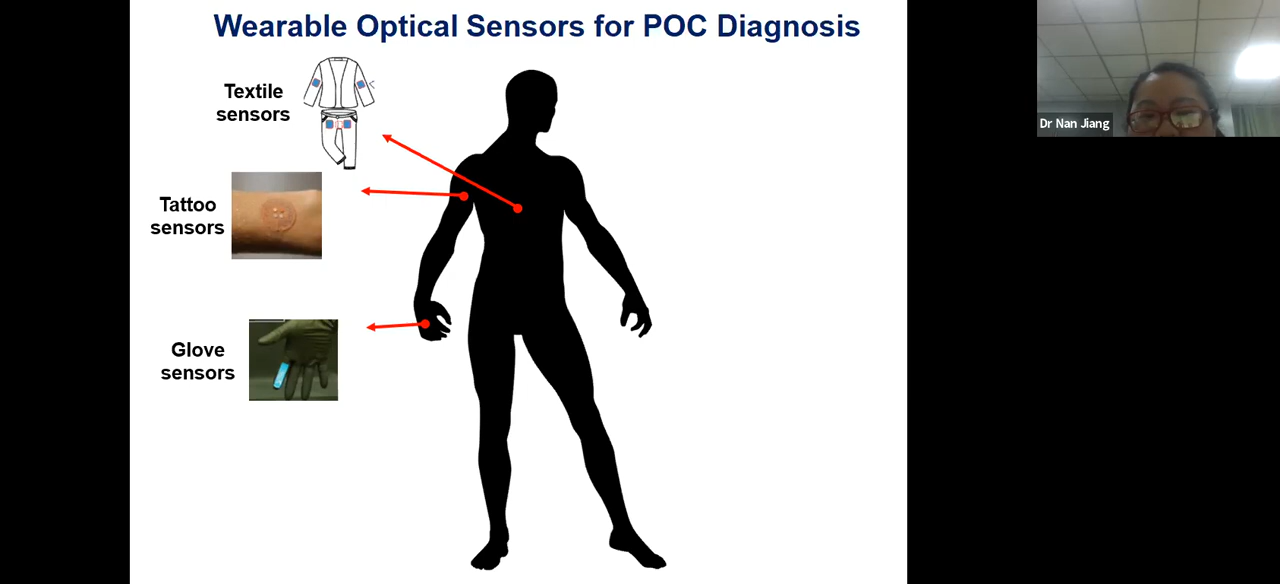 Wearable Optical Sensors for POC Diagnosis
Textile
sensors
Tattoo
sensors
Glove
sensors
Dr Nan Jiang